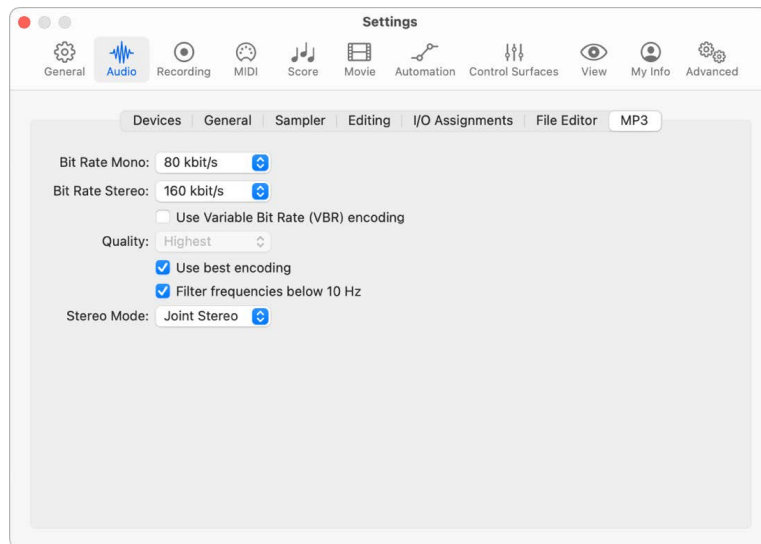 Settings
General Audio Recording MIDI Score Movie Automation Control Surfaces View My Info Advanced
Devices General Sampler Editing I/O Assignments File Editor MP3
Bit Rate Mono: 80 kbit/s
Bit Rate Stereo: 160 kbit/s
Use Variable Bit Rate (VBR) encoding
Quality: Highest
Use best encoding
Filter frequencies below 10 Hz
Stereo Mode: Joint Stereo